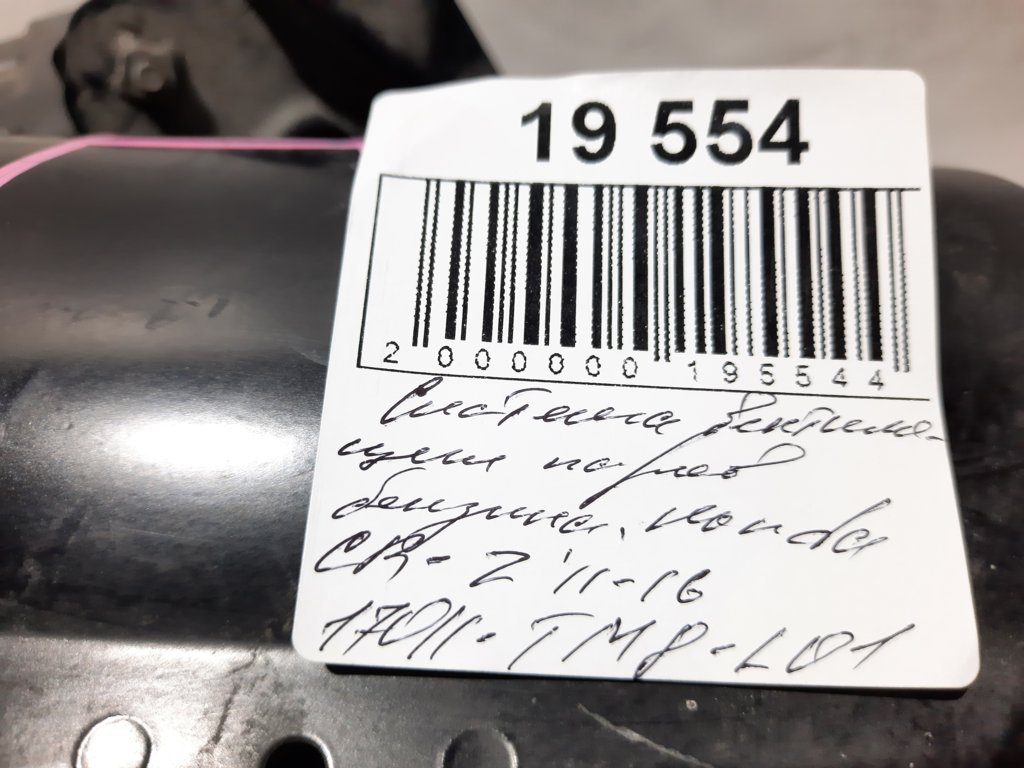 19 554
2 000000 195544
Система вентиля-
ции паров
бензина. Honda
CR-Z '11-16
17011-TM8-L01